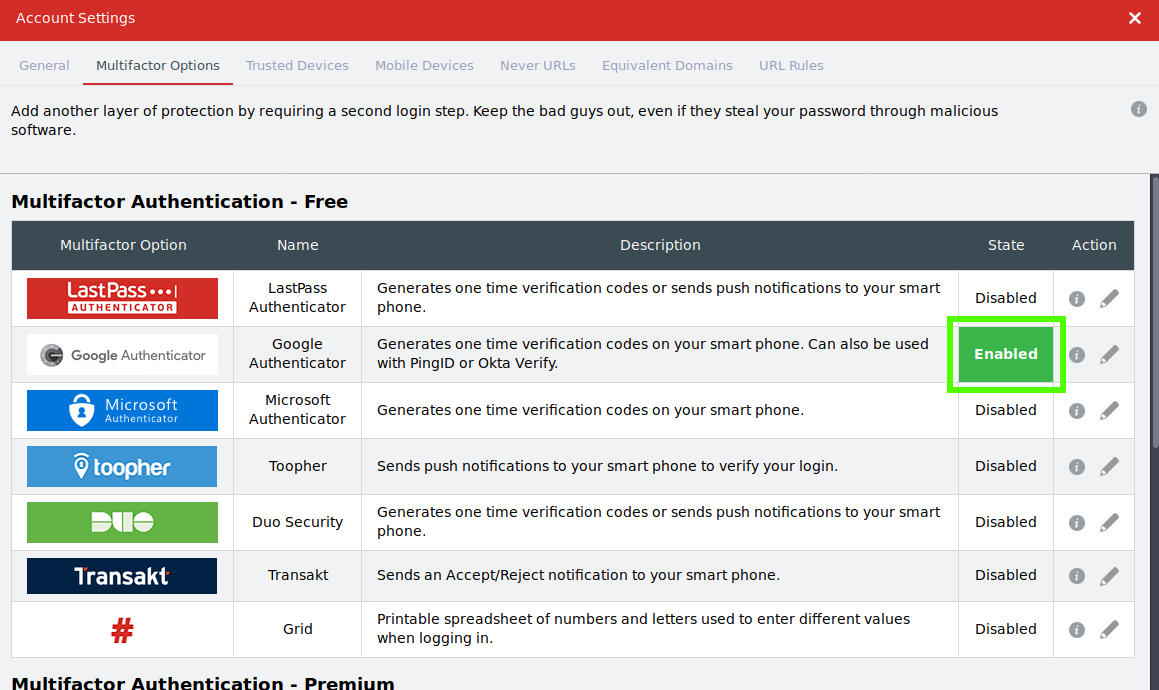 Account Settings
General Multifactor Options Trusted Devices Mobile Devices Never URLs Equivalent Domains URL Rules
Add another layer of protection by requiring a second login step. Keep the bad guys out, even if they steal your password through malicious
software.
Multifactor Authentication - Free
Multifactor Option Name Description State Action
LastPass
AUTHENTICATOR
LastPass
Authenticator
Generates one time verification codes or sends push notifications to your smart
phone.
Disabled
Google Authenticator
Google
Authenticator
Generates one time verification codes on your smart phone. Can also be used
with PingID or Okta Verify.
Enabled
Microsoft
Authenticator
Microsoft
Authenticator
Generates one time verification codes on your smart phone.
Disabled
toopher
Toopher
Sends push notifications to your smart phone to verify your login.
Disabled
DUO
Duo Security
Generates one time verification codes or sends push notifications to your smart
phone.
Disabled
Transakt
Transakt
Sends an Accept/Reject notification to your smart phone.
Disabled
#
Grid
Printable spreadsheet of numbers and letters used to enter different values
when logging in.
Disabled
Multifactor Authentication - Premium